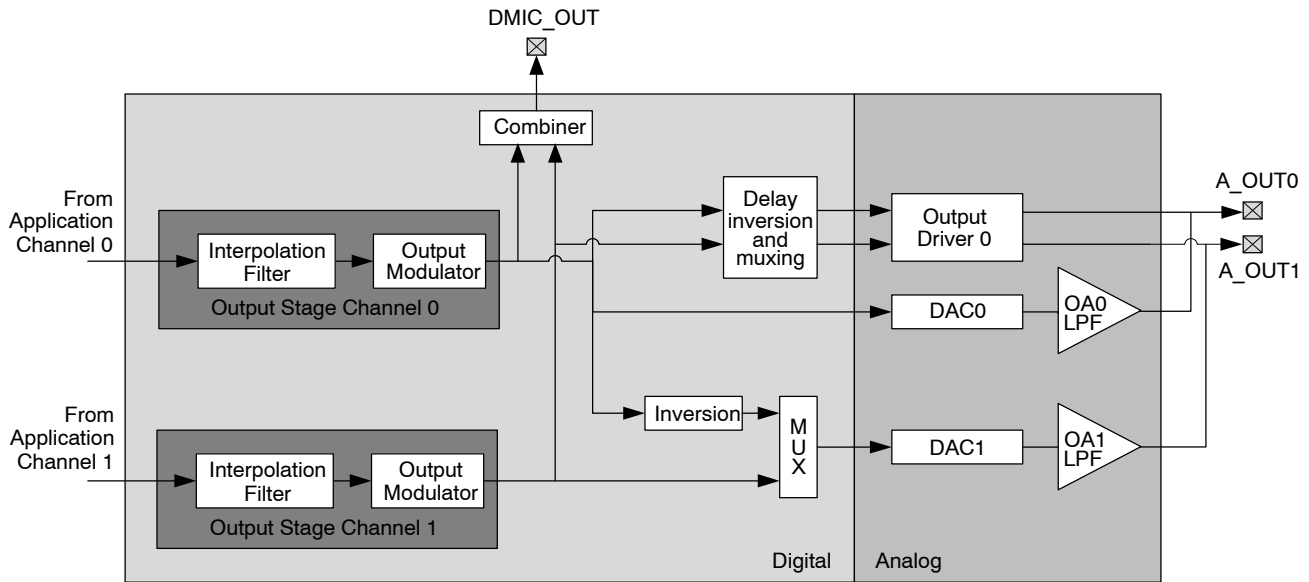 DMIC_OUT
Combiner
From
Application
Channel 0
Interpolation
Filter
Output
Modulator
Output Stage Channel 0
Delay
inversion
and
muxing
Output
Driver 0
A_OUT0
A_OUT1
DAC0
OA0
LPF
From
Application
Channel 1
Interpolation
Filter
Output
Modulator
Output Stage Channel 1
Inversion
M
U
X
DAC1
OA1
LPF
Digital
Analog